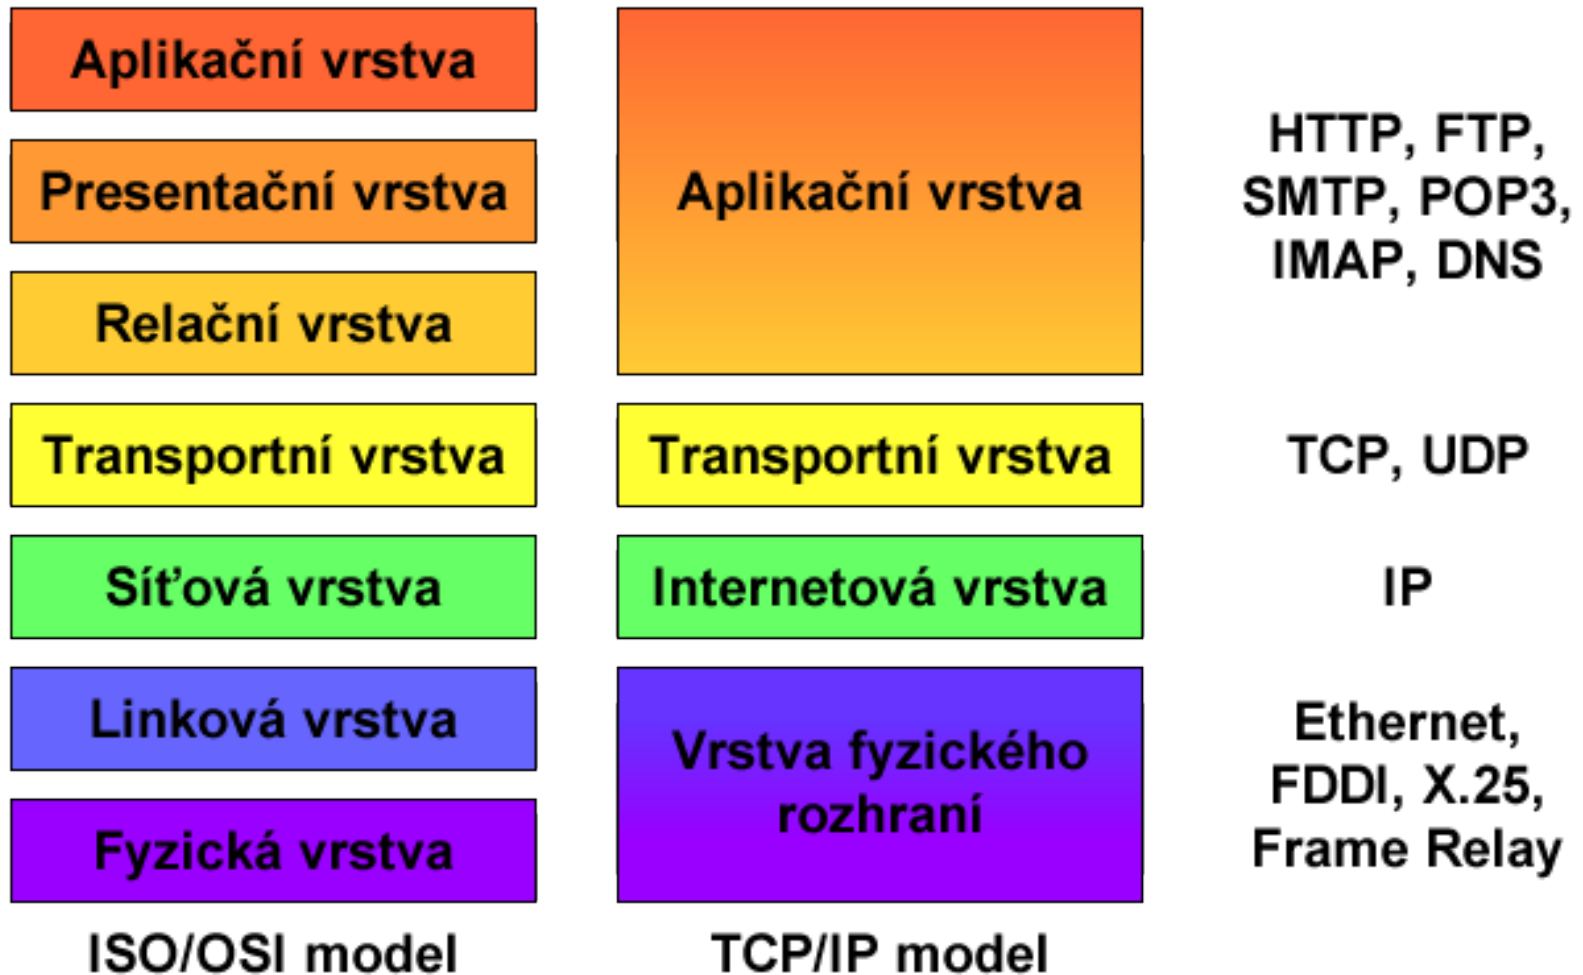 Aplikační vrstva
Presentační vrstva
Relační vrstva
Transportní vrstva
Síťová vrstva
Linková vrstva
Fyzická vrstva
ISO/OSI model
Aplikační vrstva
Transportní vrstva
Internetová vrstva
Vrstva fyzického
rozhraní
TCP/IP model
HTTP, FTP,
SMTP, POP3,
IMAP, DNS
TCP, UDP
IP
Ethernet,
FDDI, X.25,
Frame Relay